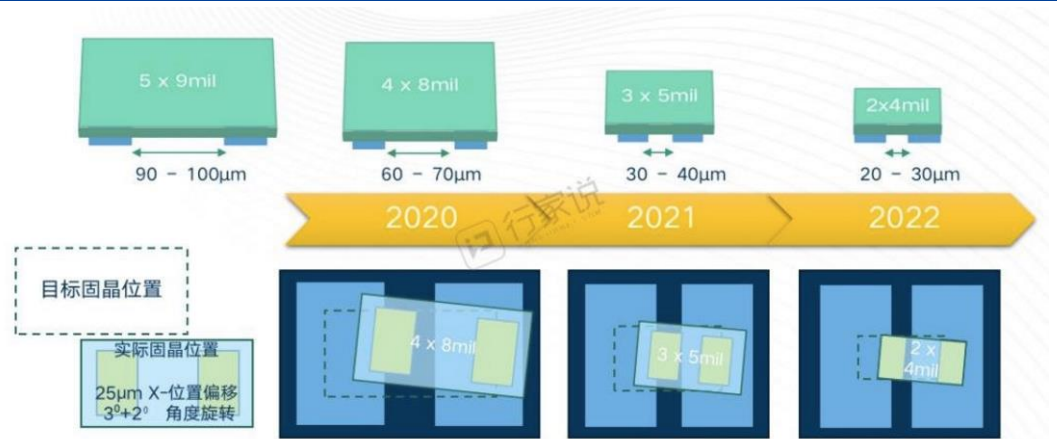 5 x 9mil
4 x 8mil
3 x 5mil
2x4mil
90 - 100μm
60 - 70μm
30 - 40μm
20 - 30μm
2020
2021
2022
行家说
目标固晶位置
实际固晶位置
25μm X-位置偏移
3⁰+2⁰ 角度旋转
4 x 8mil
3 x 5mil
2 x
4mil